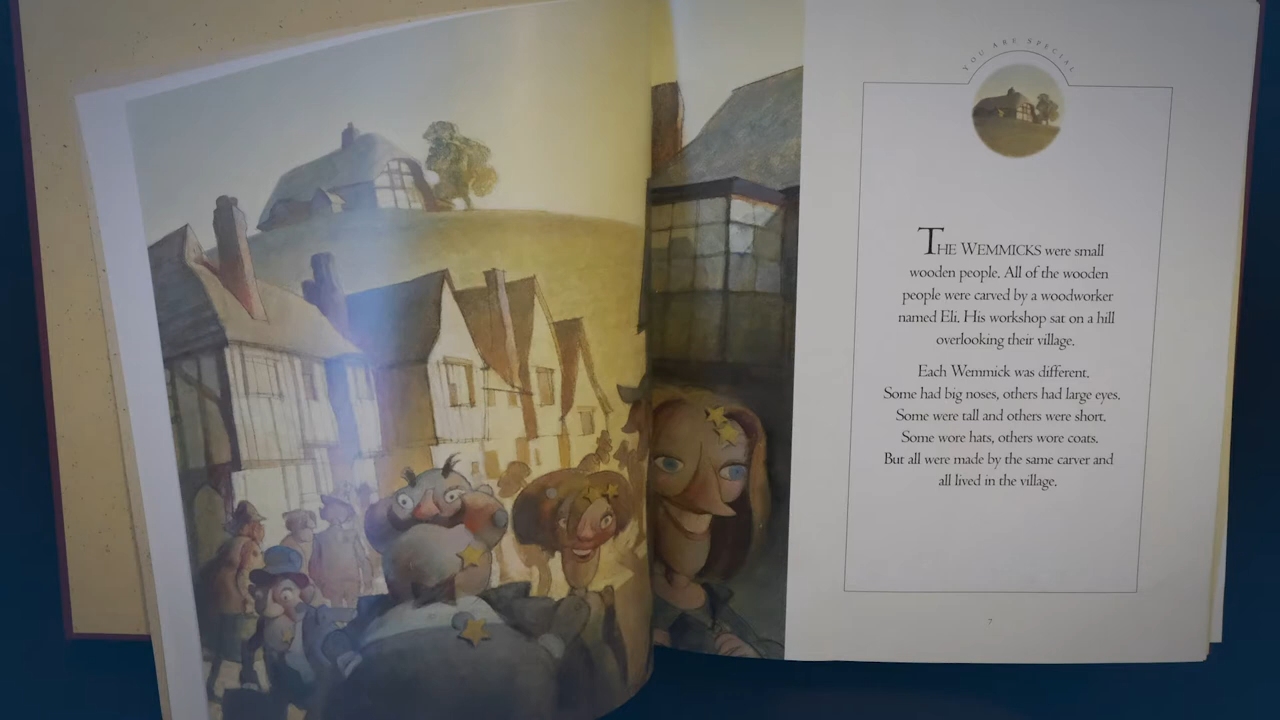 YOU ARE SPECIAL
THE WEMMICKS were small
wooden people. All of the wooden
people were carved by a woodworker
named Eli. His workshop sat on a hill
overlooking their village.
Each Wemmick was different.
Some had big noses, others had large eyes.
Some were tall and others were short.
Some wore hats, others wore coats.
But all were made by the same carver and
all lived in the village.
7